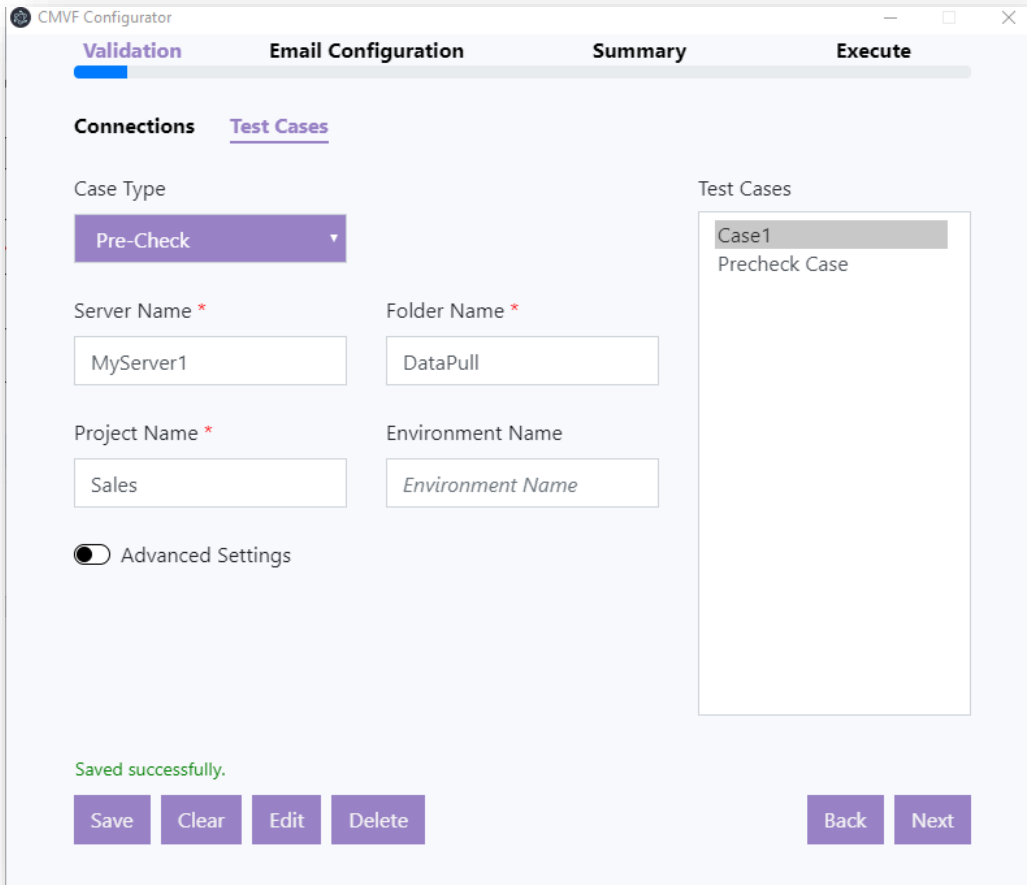 CMVF Configurator
Validation Email Configuration Summary Execute
Connections Test Cases
Case Type
Pre-Check
Server Name * Folder Name *
MyServer1 DataPull
Project Name * Environment Name
Sales Environment Name
Advanced Settings
Test Cases
Case1
Precheck Case
Saved successfully.
Save Clear Edit Delete Back Next